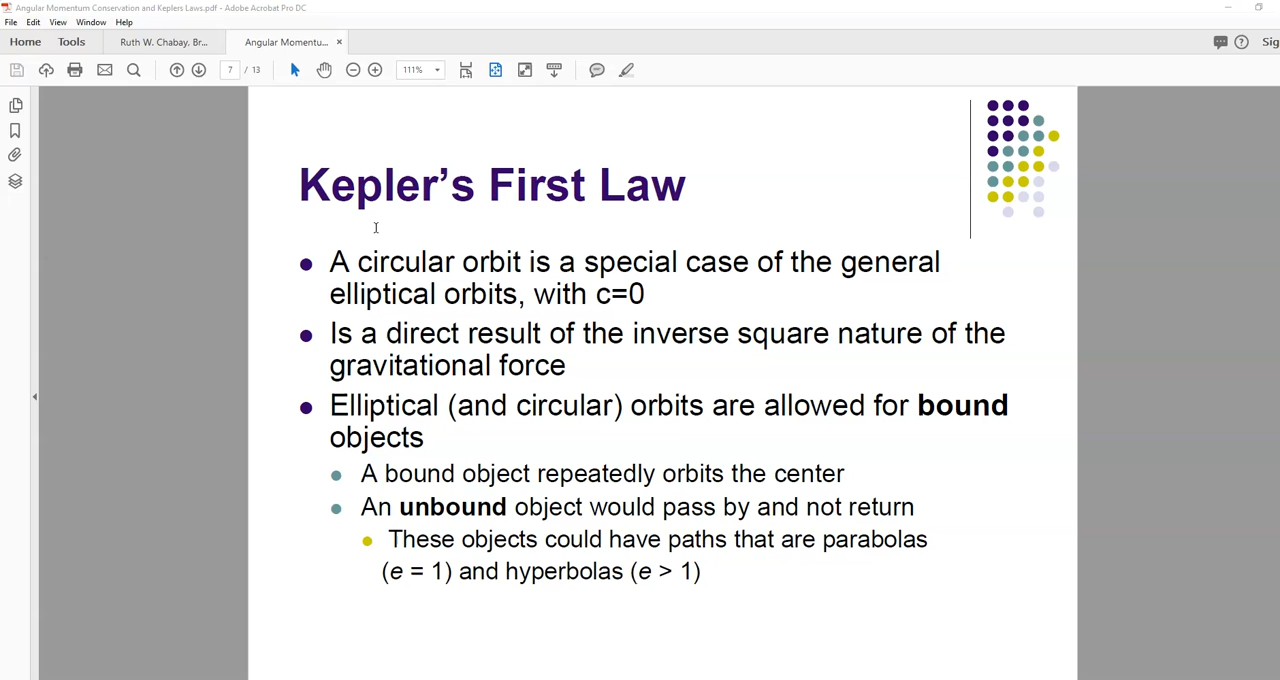 Angular Momentum Conservation and Keplers Laws.pdf - Adobe Acrobat Pro DC
File Edit View Window Help
Home Tools Ruth W. Chabay, Br... Angular Momentu... × Sig
7 / 13 111%
Kepler’s First Law
A circular orbit is a special case of the general
elliptical orbits, with c=0
Is a direct result of the inverse square nature of the
gravitational force
Elliptical (and circular) orbits are allowed for bound
objects
A bound object repeatedly orbits the center
An unbound object would pass by and not return
These objects could have paths that are parabolas
(e = 1) and hyperbolas (e > 1)